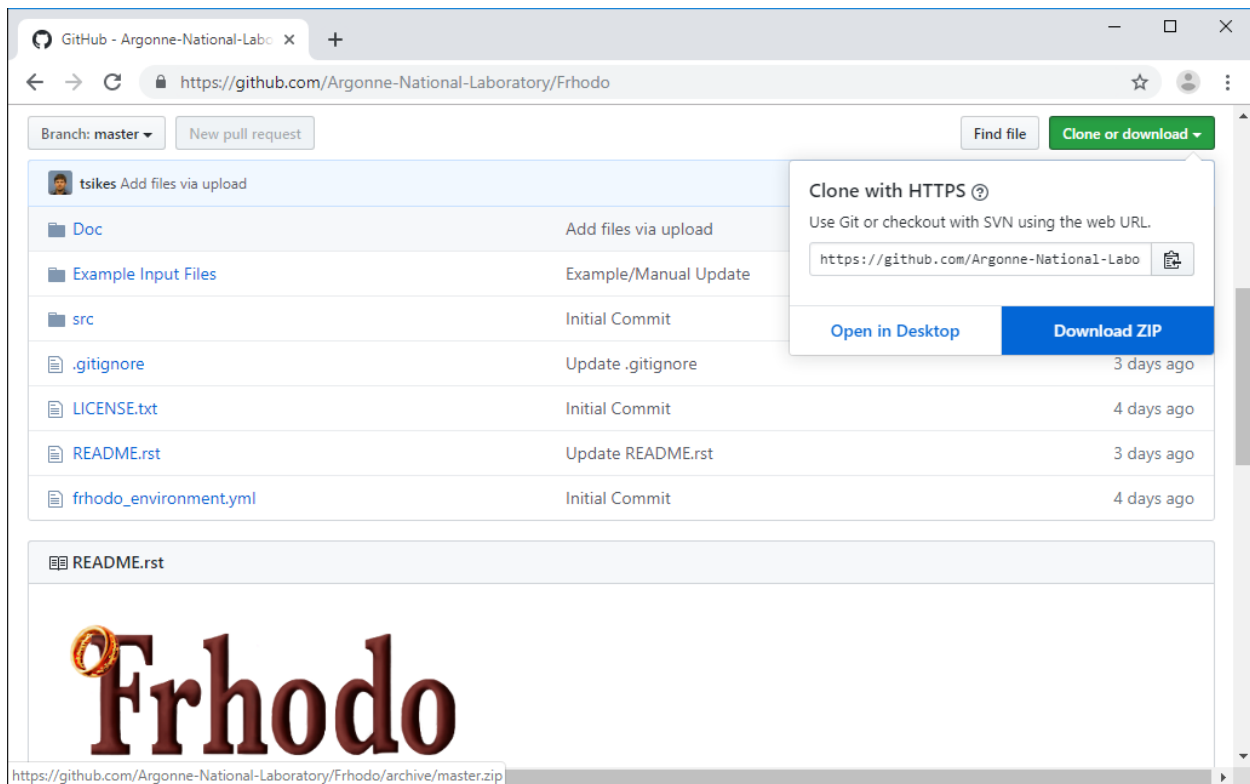 GitHub - Argonne-National-Labo
https://github.com/Argonne-National-Laboratory/Frhodo
Branch: master New pull request Find file Clone or download
tsikes Add files via upload
Clone with HTTPS
Use Git or checkout with SVN using the web URL.
https://github.com/Argonne-National-Labo
Open in Desktop Download ZIP
Doc Add files via upload
Example Input Files Example/Manual Update
src Initial Commit
.gitignore Update .gitignore 3 days ago
LICENSE.txt Initial Commit 4 days ago
README.rst Update README.rst 3 days ago
frhodo_environment.yml Initial Commit 4 days ago
README.rst
Frhodo
https://github.com/Argonne-National-Laboratory/Frhodo/archive/master.zip